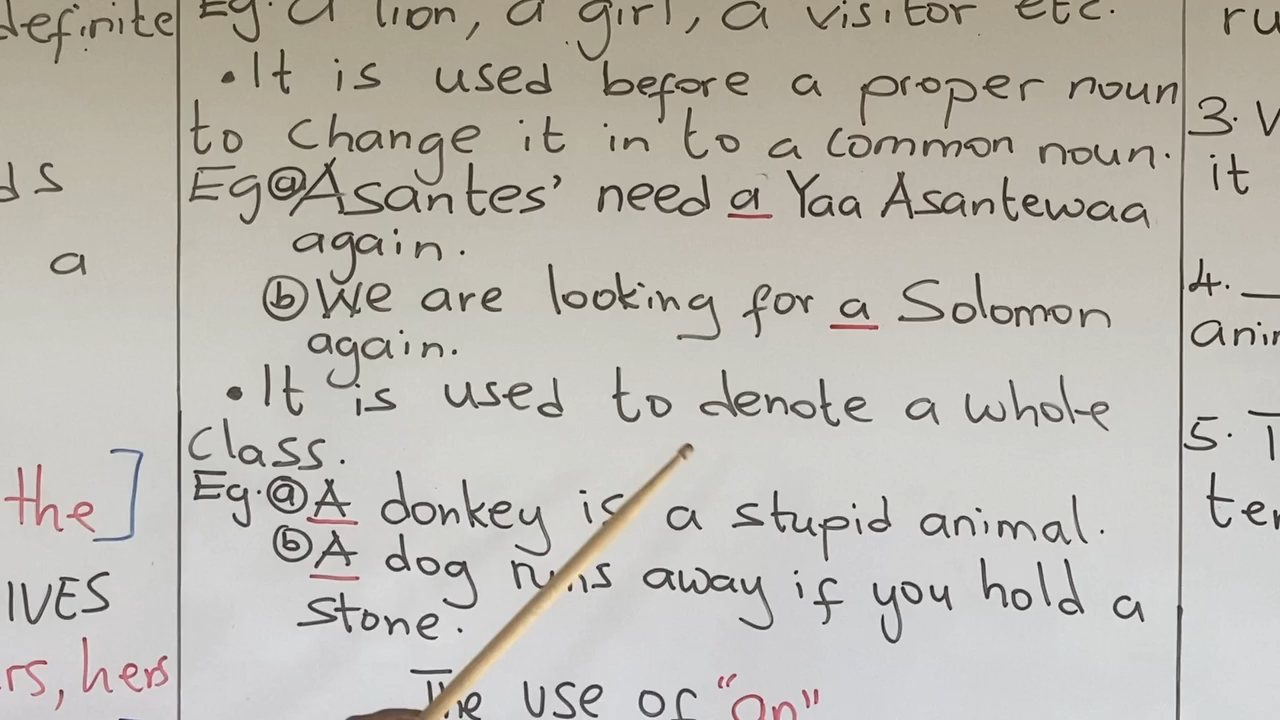 definite
ds
a
the]
IVES
rs, hers
Eg. a lion, a girl, a visitor etc.
• It is used before a proper noun
to change it in to a common noun.
Eg ⓐ Asantes' need a Yaa Asantewaa
again.
ⓑ We are looking for a Solomon
again.
• It is used to denote a whole
class.
Eg. ⓐ A donkey is a stupid animal.
ⓑ A dog runs away if you hold a
stone.
The use of "an"
ru
3. V
it
4. __
anim
5. T
ter